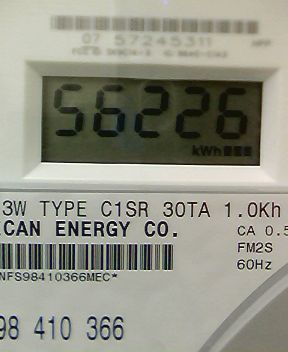 07 57245311
56226
kWh
3W TYPE C1SR 30TA 1.0Kh
ICAN ENERGY CO.
CA 0.5
FM2S
60Hz
NFS98410366MEC*
98 410 366